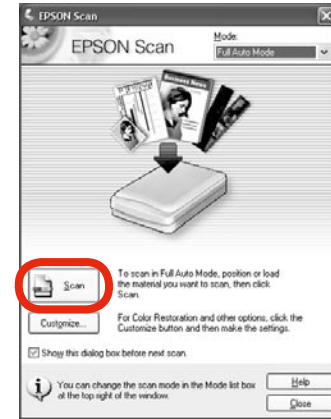 EPSON Scan
EPSON Scan
Mode:
Full Auto Mode
Business News
Scan
To scan in Full Auto Mode, position or load
the material you want to scan, then click
Scan.
Customize...
For Color Restoration and other options, click the
Customize button and then make the settings.
Show this dialog box before next scan.
You can change the scan mode in the Mode list box
at the top right of the window.
Help
Close